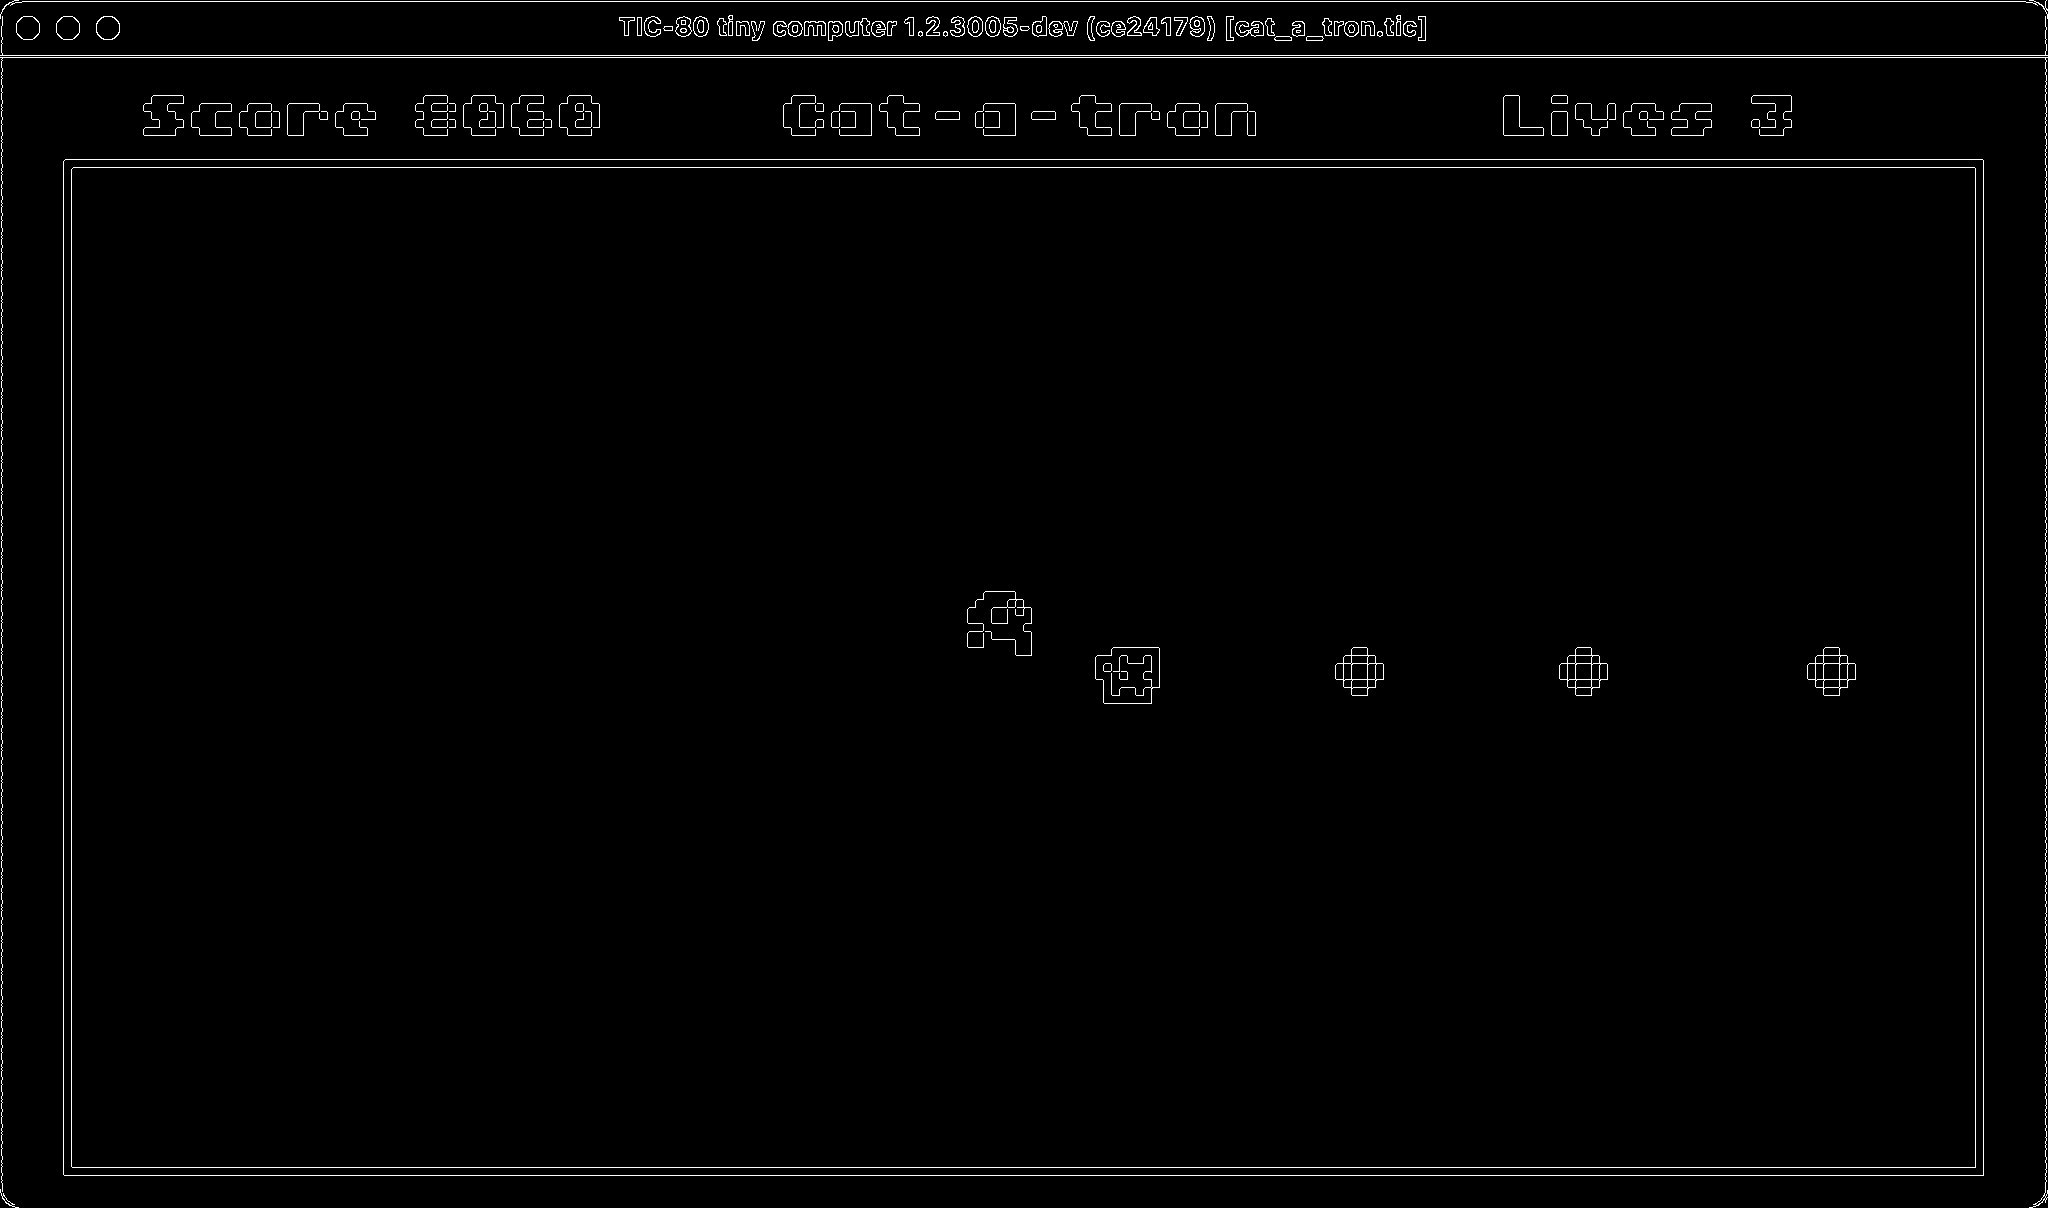 TIC-80 tiny computer 1.2.3005-dev (ce24179) [cat_a_tron.tic]
Score 8060 Cat-a-tron Lives 3